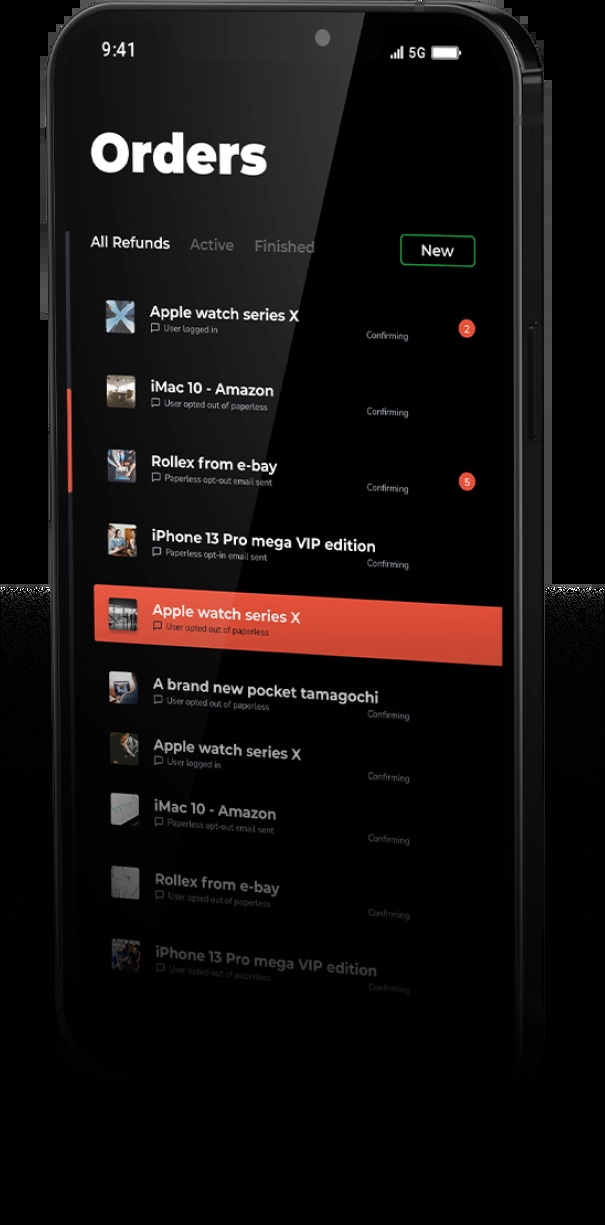 9:41
5G
Orders
All Refunds Active Finished New
Apple watch series X
User logged in
Confirming
2
iMac 10 - Amazon
User opted out of paperless
Confirming
Rollex from e-bay
Paperless opt-out email sent
Confirming
5
iPhone 13 Pro mega VIP edition
Paperless opt-in email sent
Confirming
Apple watch series X
User opted out of paperless
A brand new pocket tamagochi
User opted out of paperless
Confirming
Apple watch series X
User logged in
Confirming
iMac 10 - Amazon
Paperless opt-out email sent
Confirming
Rollex from e-bay
User opted out of paperless
Confirming
iPhone 13 Pro mega VIP edition
User opted out of paperless
Confirming